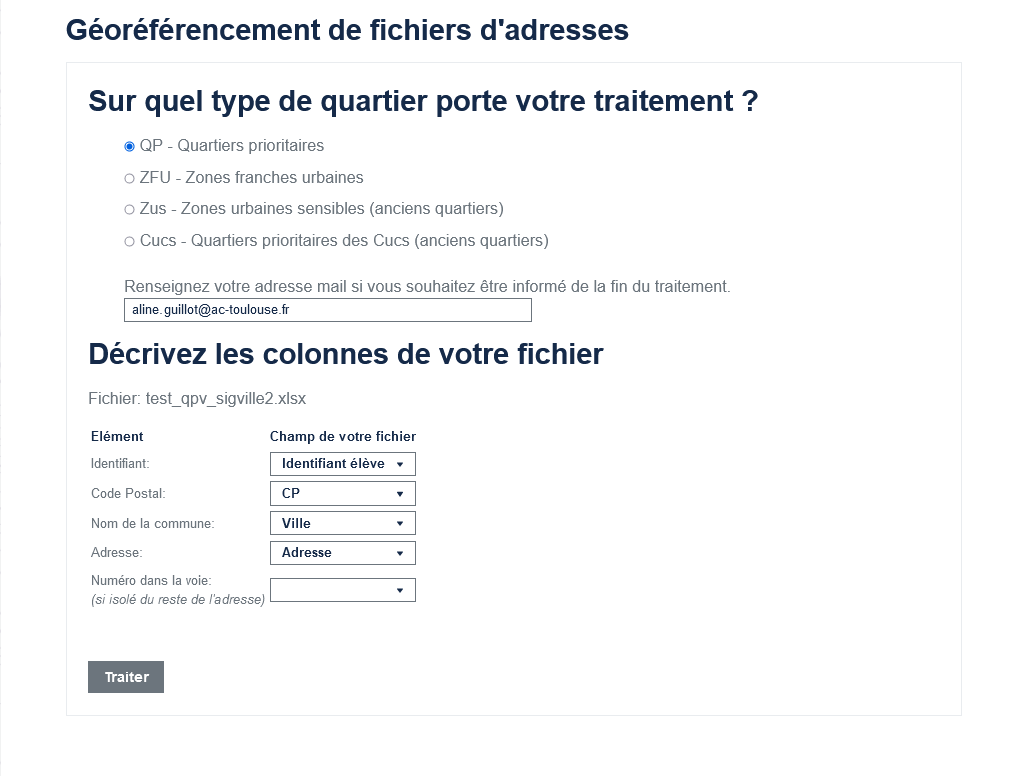 Géoréférencement de fichiers d'adresses
Sur quel type de quartier porte votre traitement ?
QP - Quartiers prioritaires
ZFU - Zones franches urbaines
Zus - Zones urbaines sensibles (anciens quartiers)
Cucs - Quartiers prioritaires des Cucs (anciens quartiers)
Renseignez votre adresse mail si vous souhaitez être informé de la fin du traitement.
aline.guillot@ac-toulouse.fr
Décrivez les colonnes de votre fichier
Fichier: test_qpv_sigville2.xlsx
Elément Champ de votre fichier
Identifiant: Identifiant élève
Code Postal: CP
Nom de la commune: Ville
Adresse: Adresse
Numéro dans la voie:
(si isolé du reste de l'adresse)
Traiter